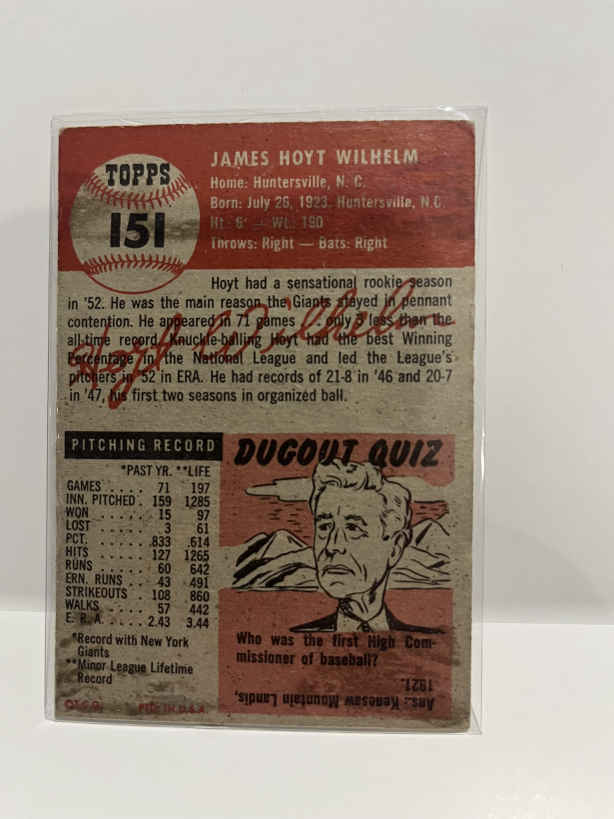 TOPPS
151
JAMES HOYT WILHELM
Home: Huntersville, N. C.
Born: July 26, 1923, Huntersville, N.C.
Ht: 6' — Wt.: 190
Throws: Right — Bats: Right
Hoyt had a sensational rookie season
in '52. He was the main reason the Giants stayed in pennant
contention. He appeared in 71 games . . only 3 less than the
all-time record. Knuckle-balling Hoyt had the best Winning
Percentage in the National League and led the League's
pitchers in '52 in ERA. He had records of 21-8 in '46 and 20-7
in '47, his first two seasons in organized ball.
Hoyt Wilhelm
PITCHING RECORD
*PAST YR. **LIFE
GAMES . . . . . 71 197
INN. PITCHED . 159 1285
WON . . . . . . 15 97
LOST . . . . . . 3 61
PCT. . . . . . . .833 .614
HITS . . . . . . 127 1265
RUNS . . . . . . 60 642
ERN. RUNS . . . 43 491
STRIKEOUTS . . 108 860
WALKS . . . . . 57 442
E. R. A. . . . . . 2.43 3.44
*Record with New York
Giants
**Minor League Lifetime
Record
DUGOUT QUIZ
Who was the first High Com-
missioner of baseball?
Ans.: Kenesaw Mountain Landis,
1921.
©T.C.G. PTD. IN U.S.A.